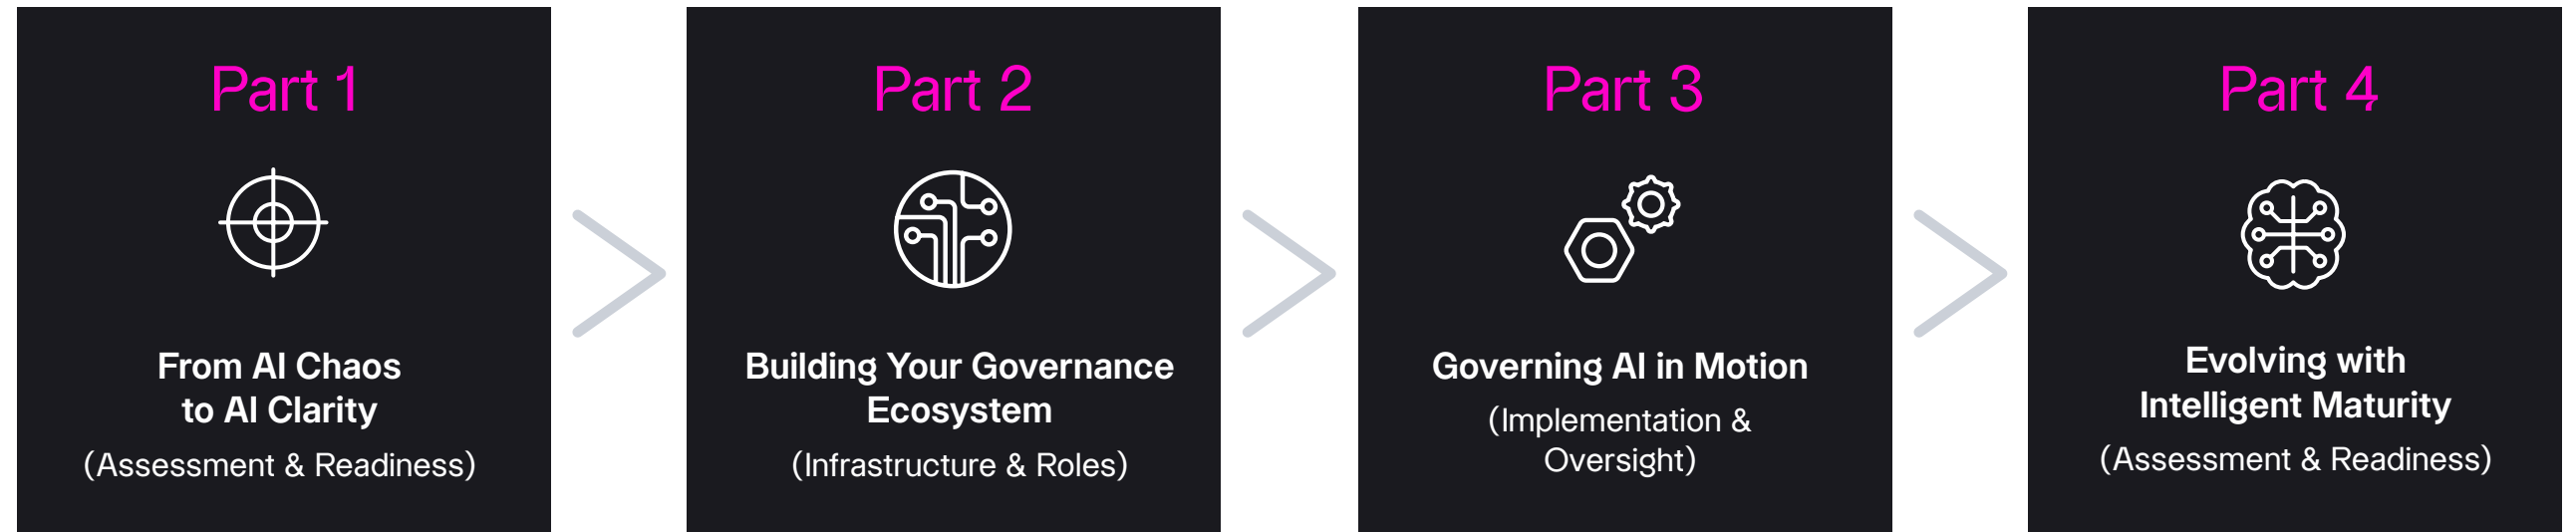 Part 1
From AI Chaos
to AI Clarity
(Assessment & Readiness)
Part 2
Building Your Governance
Ecosystem
(Infrastructure & Roles)
Part 3
Governing AI in Motion
(Implementation &
Oversight)
Part 4
Evolving with
Intelligent Maturity
(Assessment & Readiness)